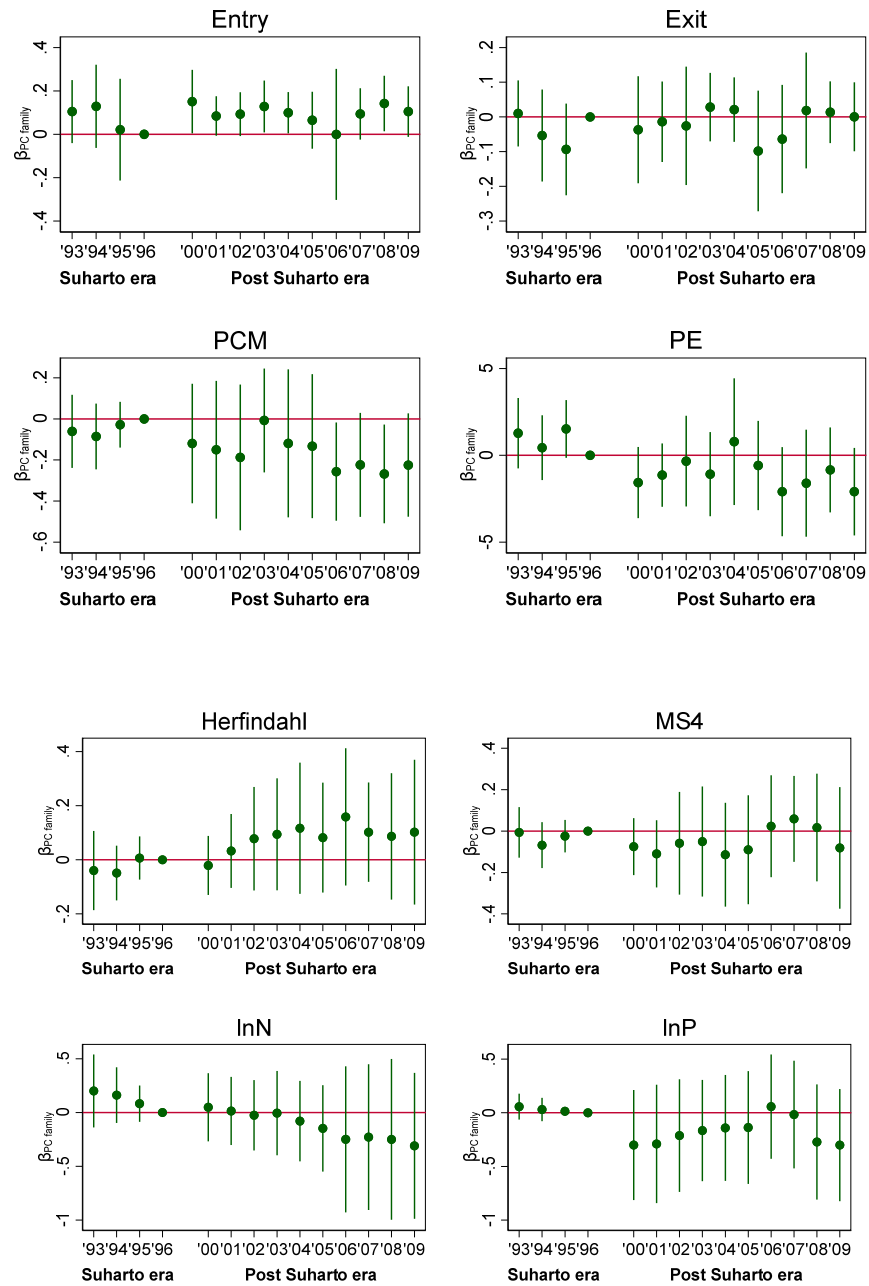 Entry
.4
.2
0
-.2
-.4
βPC family
'93'94'95'96 '00'01'02'03'04'05'06'07'08'09
Suharto era Post Suharto era
Exit
.2
0.1
0
-0.1
-.2
-.3
βPC family
'93'94'95'96 '00'01'02'03'04'05'06'07'08'09
Suharto era Post Suharto era
PCM
.2
0
-.2
-.4
-.6
βPC family
'93'94'95'96 '00'01'02'03'04'05'06'07'08'09
Suharto era Post Suharto era
PE
5
0
-5
βPC family
'93'94'95'96 '00'01'02'03'04'05'06'07'08'09
Suharto era Post Suharto era
Herfindahl
.4
.2
0
-.2
βPC family
'93'94'95'96 '00'01'02'03'04'05'06'07'08'09
Suharto era Post Suharto era
MS4
.4
.2
0
-.2
-.4
βPC family
'93'94'95'96 '00'01'02'03'04'05'06'07'08'09
Suharto era Post Suharto era
lnN
.5
0
-.5
-1
βPC family
'93'94'95'96 '00'01'02'03'04'05'06'07'08'09
Suharto era Post Suharto era
lnP
.5
0
-.5
-1
βPC family
'93'94'95'96 '00'01'02'03'04'05'06'07'08'09
Suharto era Post Suharto era